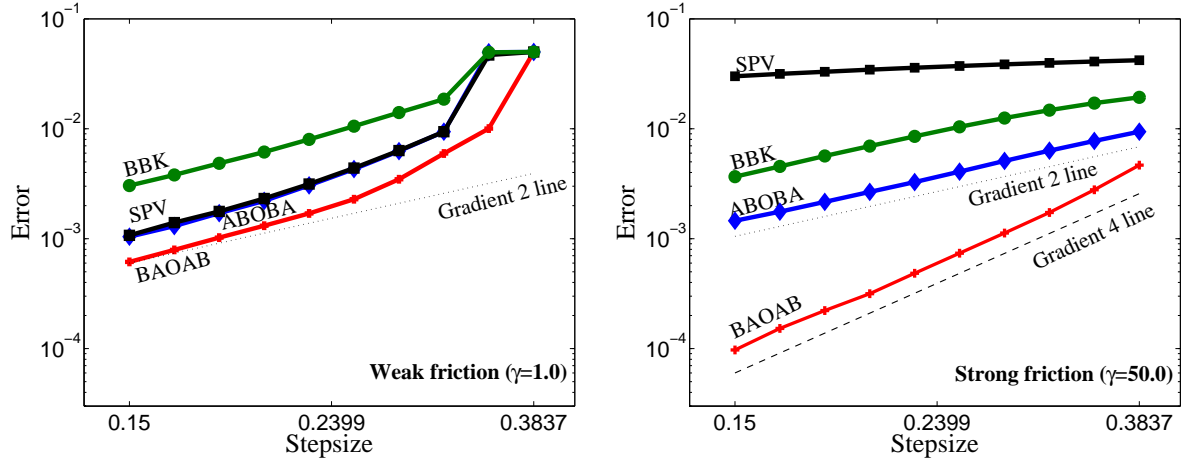 10⁻¹
10⁻²
10⁻³
10⁻⁴
Error
BBK
SPV
ABOBA
BAOAB
Gradient 2 line
Weak friction (γ=1.0)
0.15
0.2399
0.3837
Stepsize
10⁻¹
10⁻²
10⁻³
10⁻⁴
Error
SPV
BBK
ABOBA
Gradient 2 line
Gradient 4 line
BAOAB
Strong friction (γ=50.0)
0.15
0.2399
0.3837
Stepsize